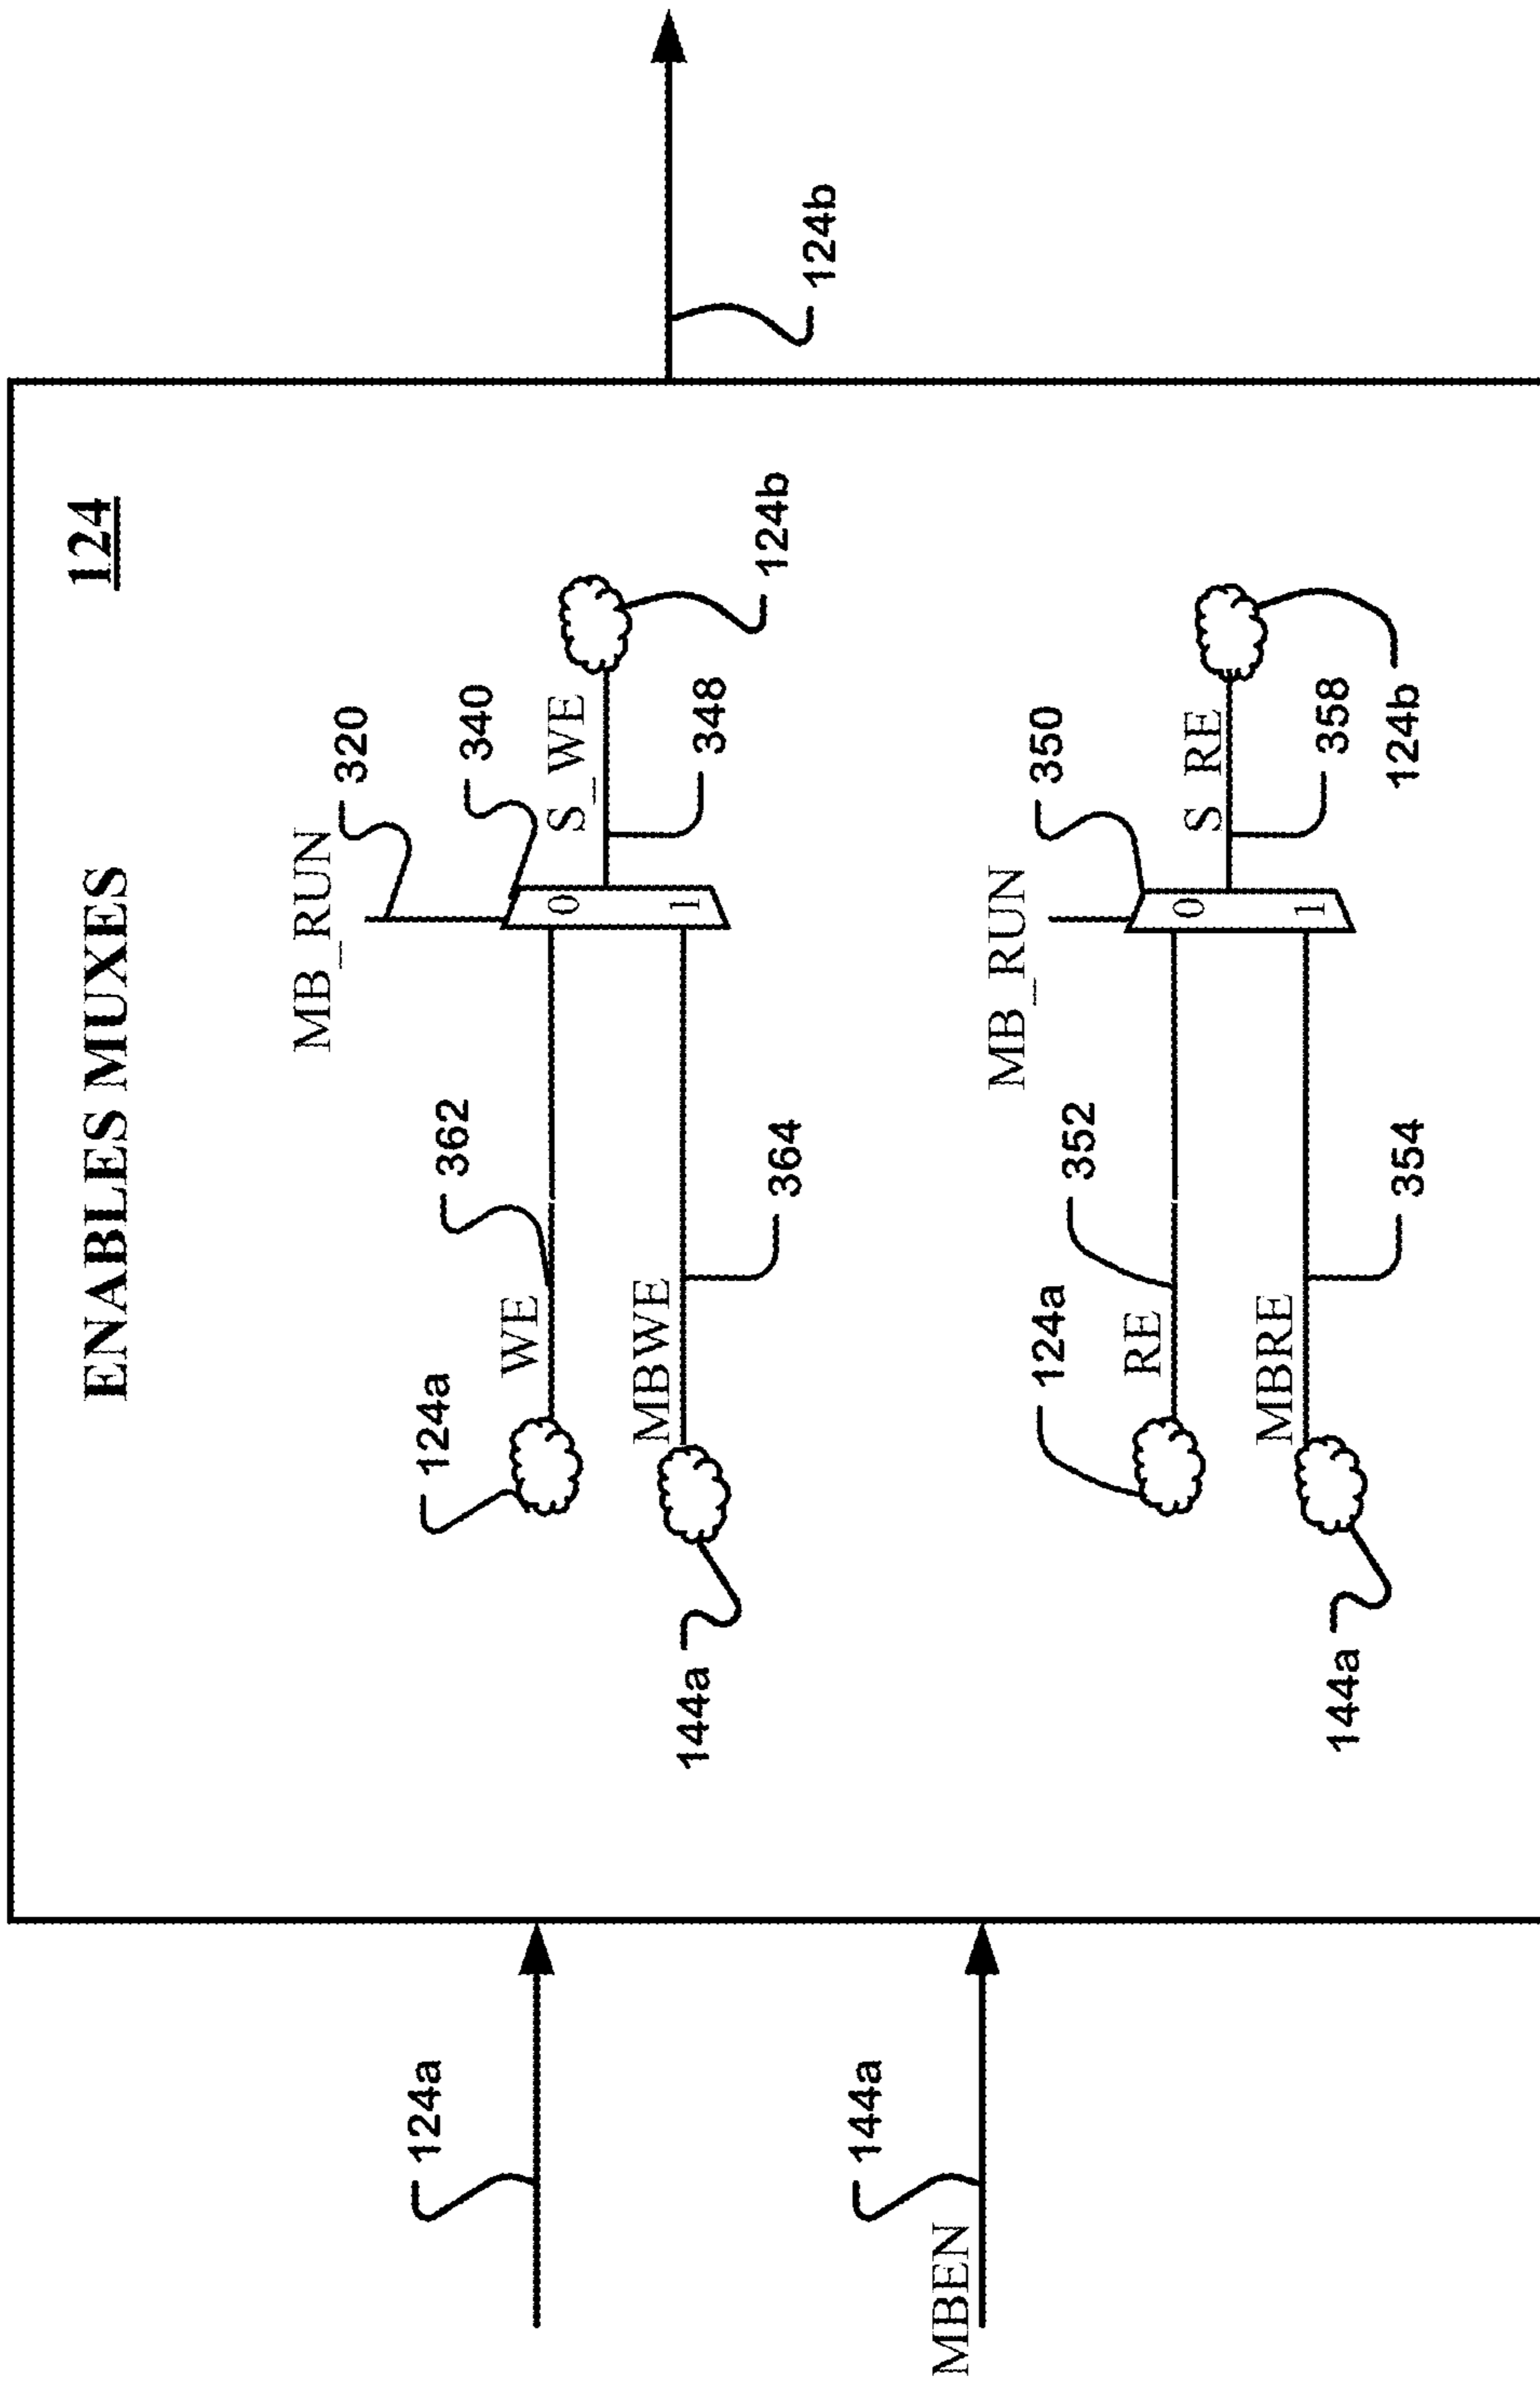 ENABLES MUXES
124
MB_RUN
320
340
362
124a
WE
0
S_WE
124b
MBWE
1
348
364
144a
124a
124b
MB_RUN
350
352
124a
RE
0
S_RE
MBRE
1
358
124b
354
144a
144a
MBEN